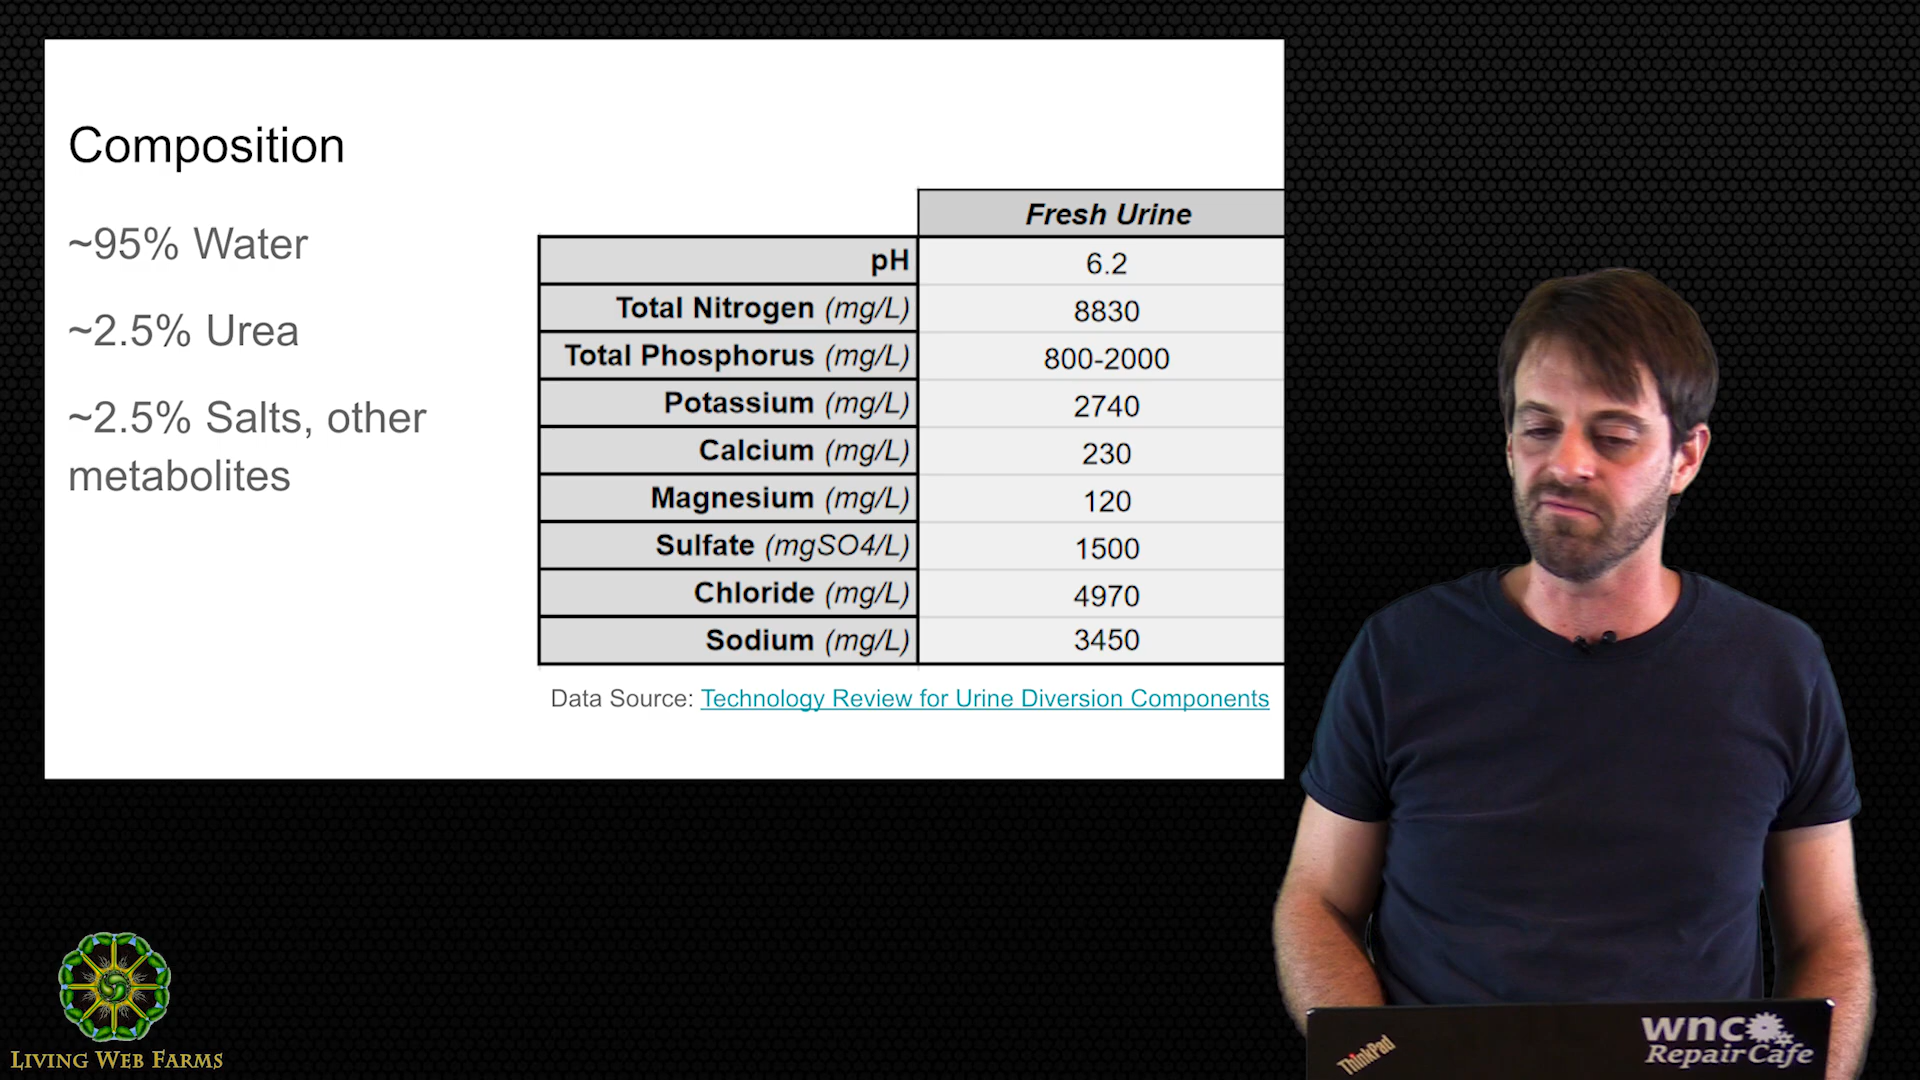 Composition
~95% Water
~2.5% Urea
~2.5% Salts, other
metabolites
Fresh Urine
pH 6.2
Total Nitrogen (mg/L) 8830
Total Phosphorus (mg/L) 800-2000
Potassium (mg/L) 2740
Calcium (mg/L) 230
Magnesium (mg/L) 120
Sulfate (mgSO4/L) 1500
Chloride (mg/L) 4970
Sodium (mg/L) 3450
Data Source: Technology Review for Urine Diversion Components
LIVING WEB FARMS
ThinkPad
wnc
Repair Cafe